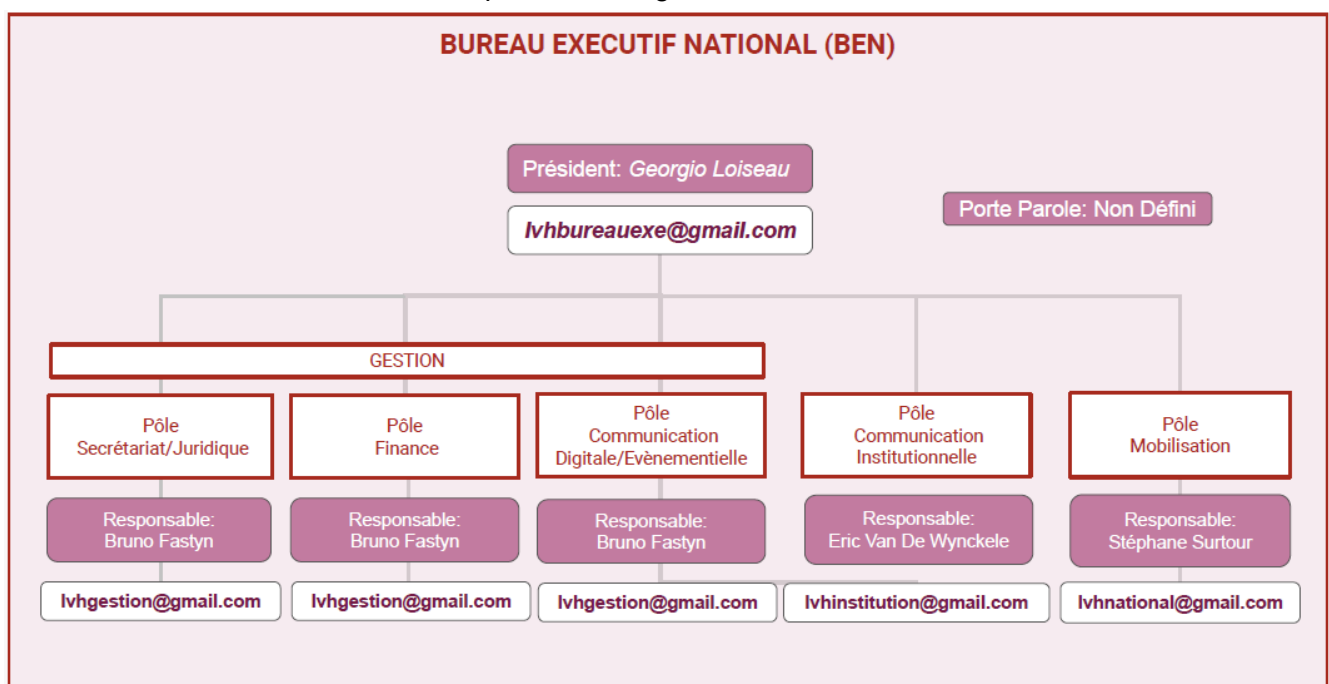 BUREAU EXECUTIF NATIONAL (BEN)
Président: Georgio Loiseau
lvhbureauexe@gmail.com
Porte Parole: Non Défini
GESTION
Pôle
Secrétariat/Juridique
Pôle
Finance
Pôle
Communication
Digitale/Evènementielle
Pôle
Communication
Institutionnelle
Pôle
Mobilisation
Responsable:
Bruno Fastyn
Responsable:
Bruno Fastyn
Responsable:
Bruno Fastyn
Responsable:
Eric Van De Wynckele
Responsable:
Stéphane Surtour
lvhgestion@gmail.com
lvhgestion@gmail.com
lvhgestion@gmail.com
lvhinstitution@gmail.com
lvhnational@gmail.com